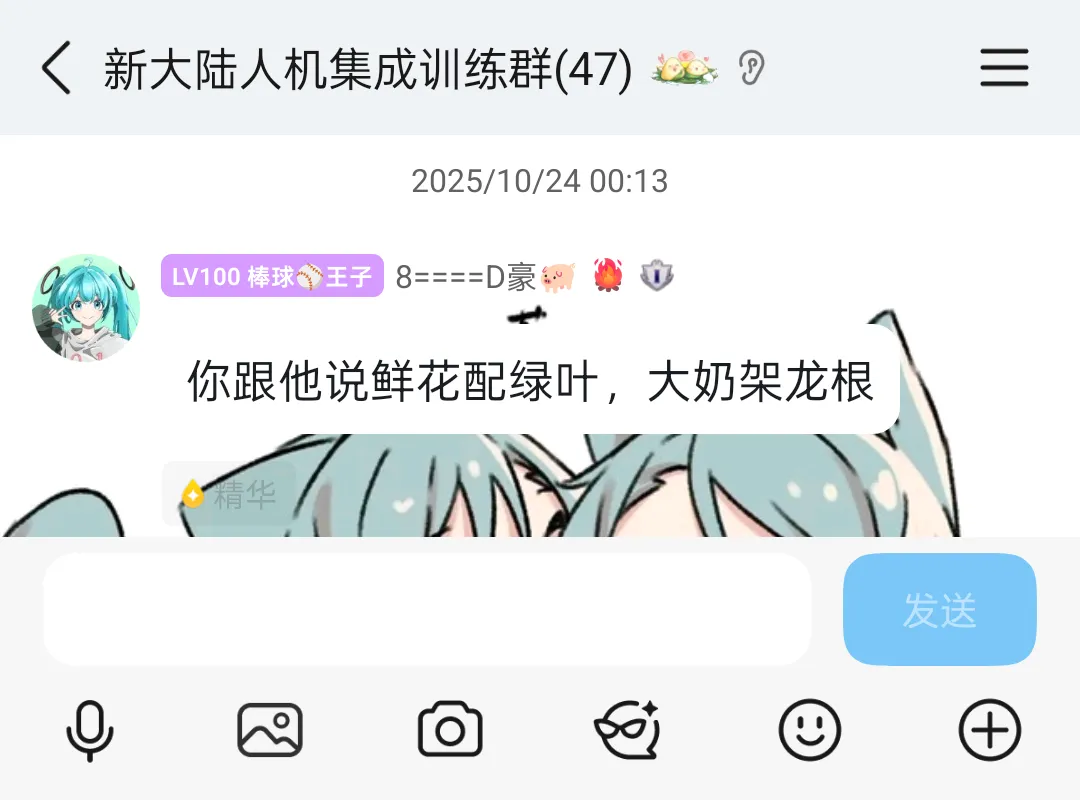 新大陆人机集成训练群(47)
2025/10/24 00:13
LV100 棒球⚾王子 8====D豪🐖
你跟他说鲜花配绿叶，大奶架龙根
精华
发送